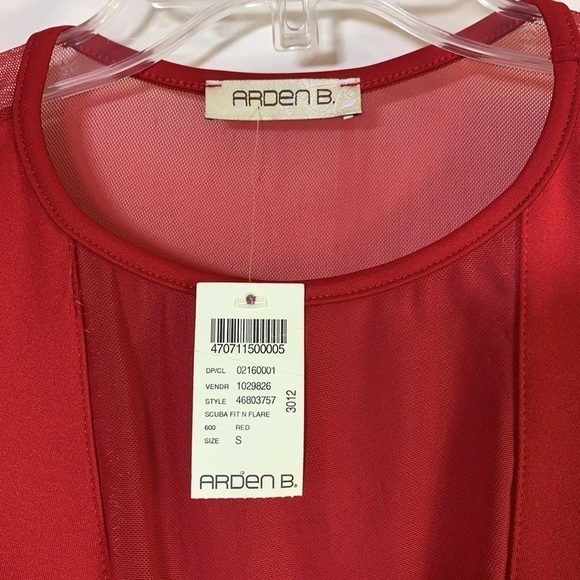 ARDEN B.
470711500005
DP/CL 02160001
VENDR 1029826
STYLE 46803757
SCUBA FIT N FLARE
600 RED
SIZE S
3012
ARDEN B.®